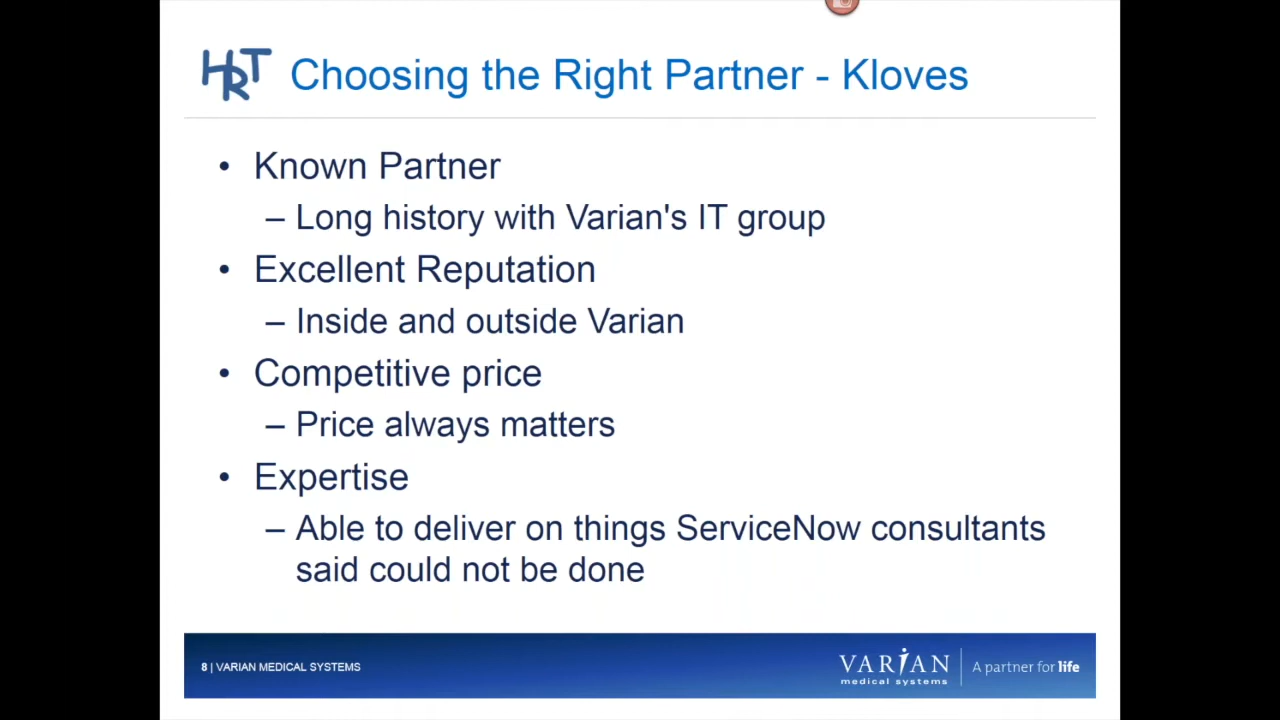 HRT Choosing the Right Partner - Kloves
• Known Partner
– Long history with Varian's IT group
• Excellent Reputation
– Inside and outside Varian
• Competitive price
– Price always matters
• Expertise
– Able to deliver on things ServiceNow consultants
said could not be done
8 | VARIAN MEDICAL SYSTEMS
VARIAN
medical systems
A partner for life